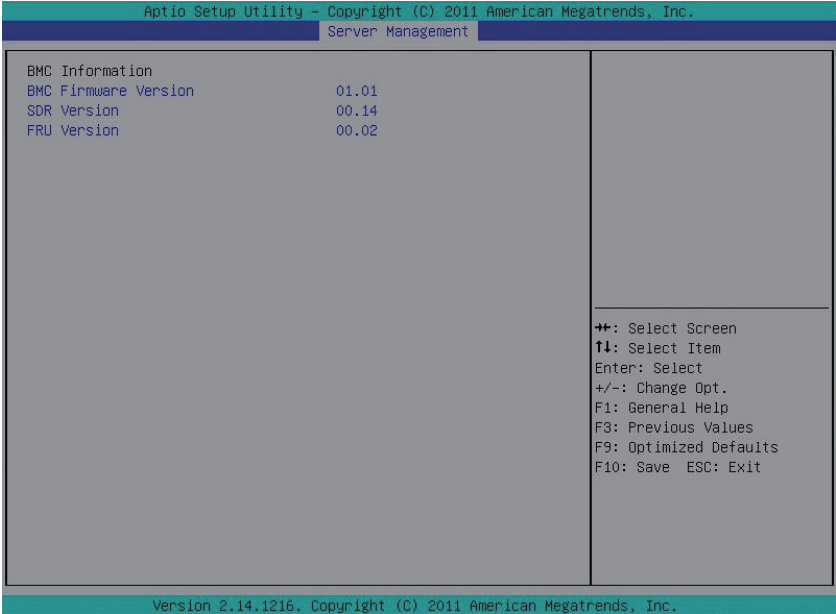 Aptio Setup Utility – Copyright (C) 2011 American Megatrends, Inc.
Server Management
BMC Information
BMC Firmware Version 01.01
SDR Version 00.14
FRU Version 00.02
→←: Select Screen
↑↓: Select Item
Enter: Select
+/-: Change Opt.
F1: General Help
F3: Previous Values
F9: Optimized Defaults
F10: Save ESC: Exit
Version 2.14.1216. Copyright (C) 2011 American Megatrends, Inc.